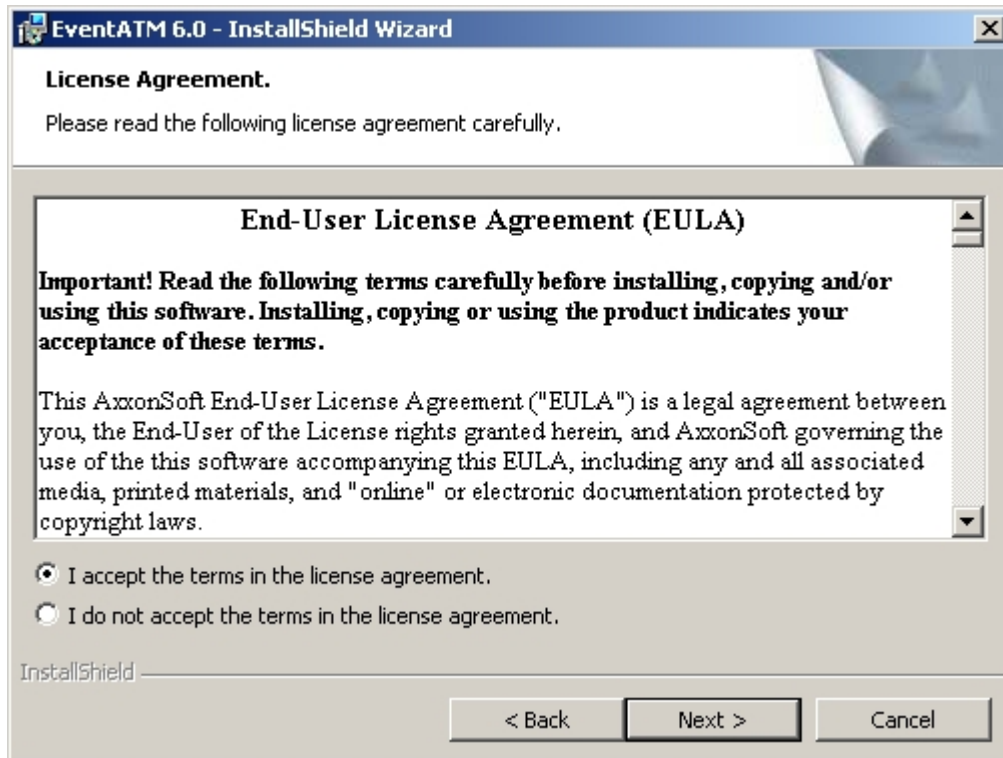 EventATM 6.0 - InstallShield Wizard
License Agreement.
Please read the following license agreement carefully.
End-User License Agreement (EULA)
Important! Read the following terms carefully before installing, copying and/or
using this software. Installing, copying or using the product indicates your
acceptance of these terms.
This AxxonSoft End-User License Agreement ("EULA") is a legal agreement between
you, the End-User of the License rights granted herein, and AxxonSoft governing the
use of the this software accompanying this EULA, including any and all associated
media, printed materials, and "online" or electronic documentation protected by
copyright laws.
I accept the terms in the license agreement.
I do not accept the terms in the license agreement.
InstallShield
< Back
Next >
Cancel